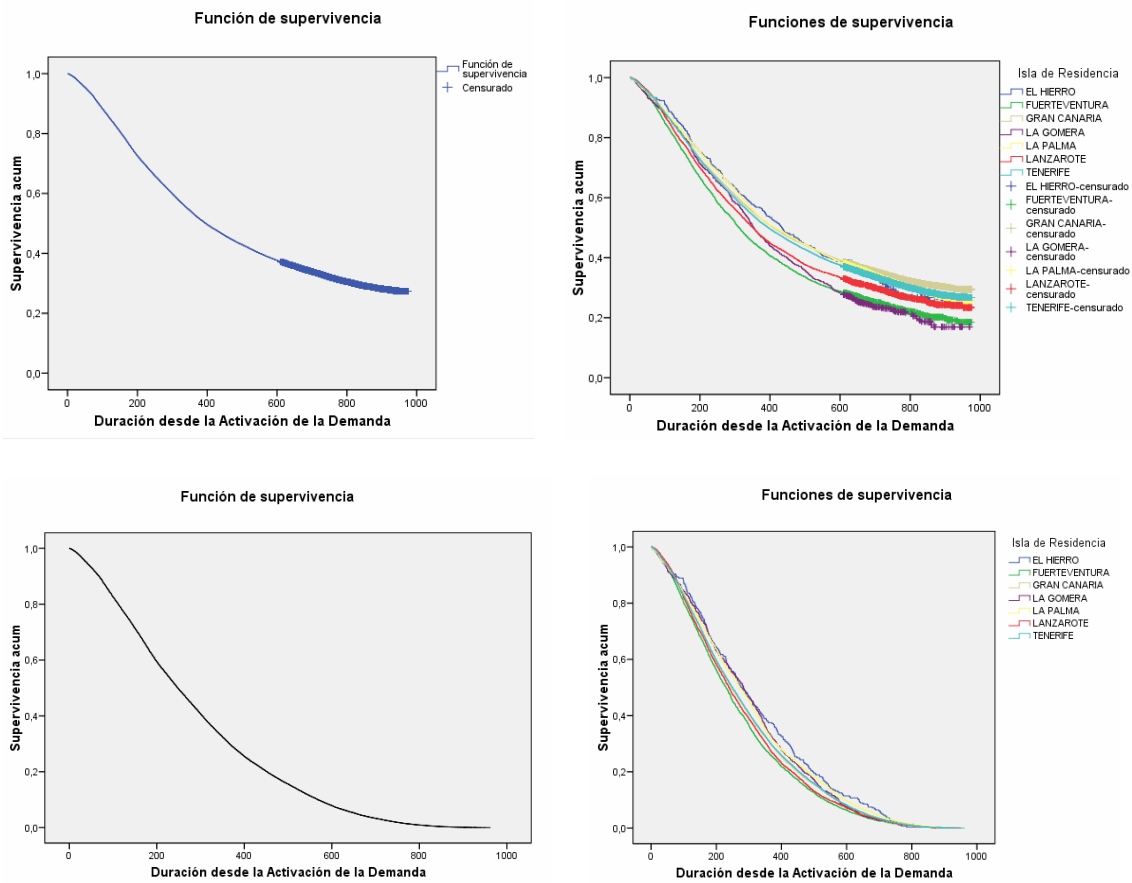 Función de supervivencia
1,0
0,8
0,6
0,4
0,2
0,0
Supervivencia acum
0 200 400 600 800 1000
Duración desde la Activación de la Demanda
Función de
supervivencia
Censurado
Funciones de supervivencia
1,0
0,8
0,6
0,4
0,2
0,0
Supervivencia acum
0 200 400 600 800 1000
Duración desde la Activación de la Demanda
Isla de Residencia
EL HIERRO
FUERTEVENTURA
GRAN CANARIA
LA GOMERA
LA PALMA
LANZAROTE
TENERIFE
EL HIERRO-censurado
FUERTEVENTURA-
censurado
GRAN CANARIA-
censurado
LA GOMERA-
censurado
LA PALMA-censurado
LANZAROTE-
censurado
TENERIFE-censurado
Función de supervivencia
1,0
0,8
0,6
0,4
0,2
0,0
Supervivencia acum
0 200 400 600 800 1000
Duración desde la Activación de la Demanda
Funciones de supervivencia
1,0
0,8
0,6
0,4
0,2
0,0
Supervivencia acum
0 200 400 600 800 1000
Duración desde la Activación de la Demanda
Isla de Residencia
EL HIERRO
FUERTEVENTURA
GRAN CANARIA
LA GOMERA
LA PALMA
LANZAROTE
TENERIFE